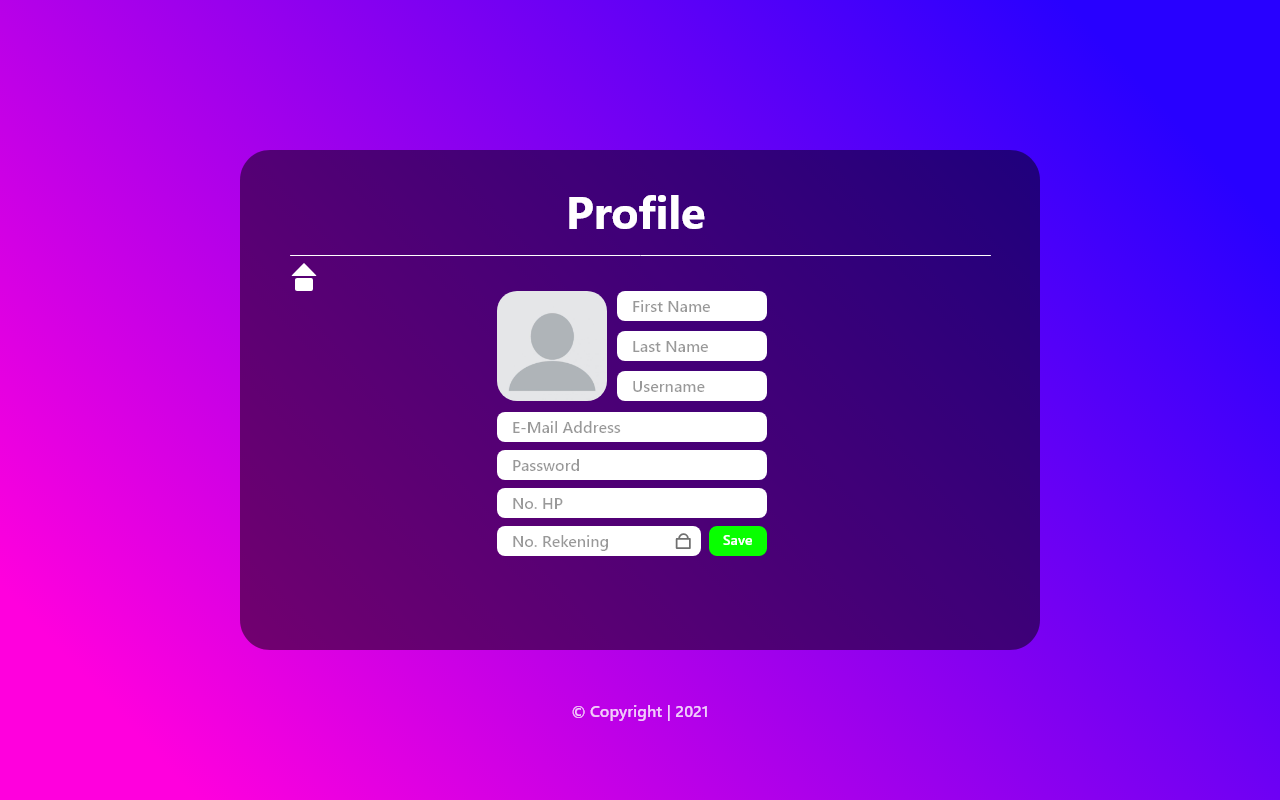 Profile
First Name
Last Name
Username
E-Mail Address
Password
No. HP
No. Rekening
Save
© Copyright | 2021